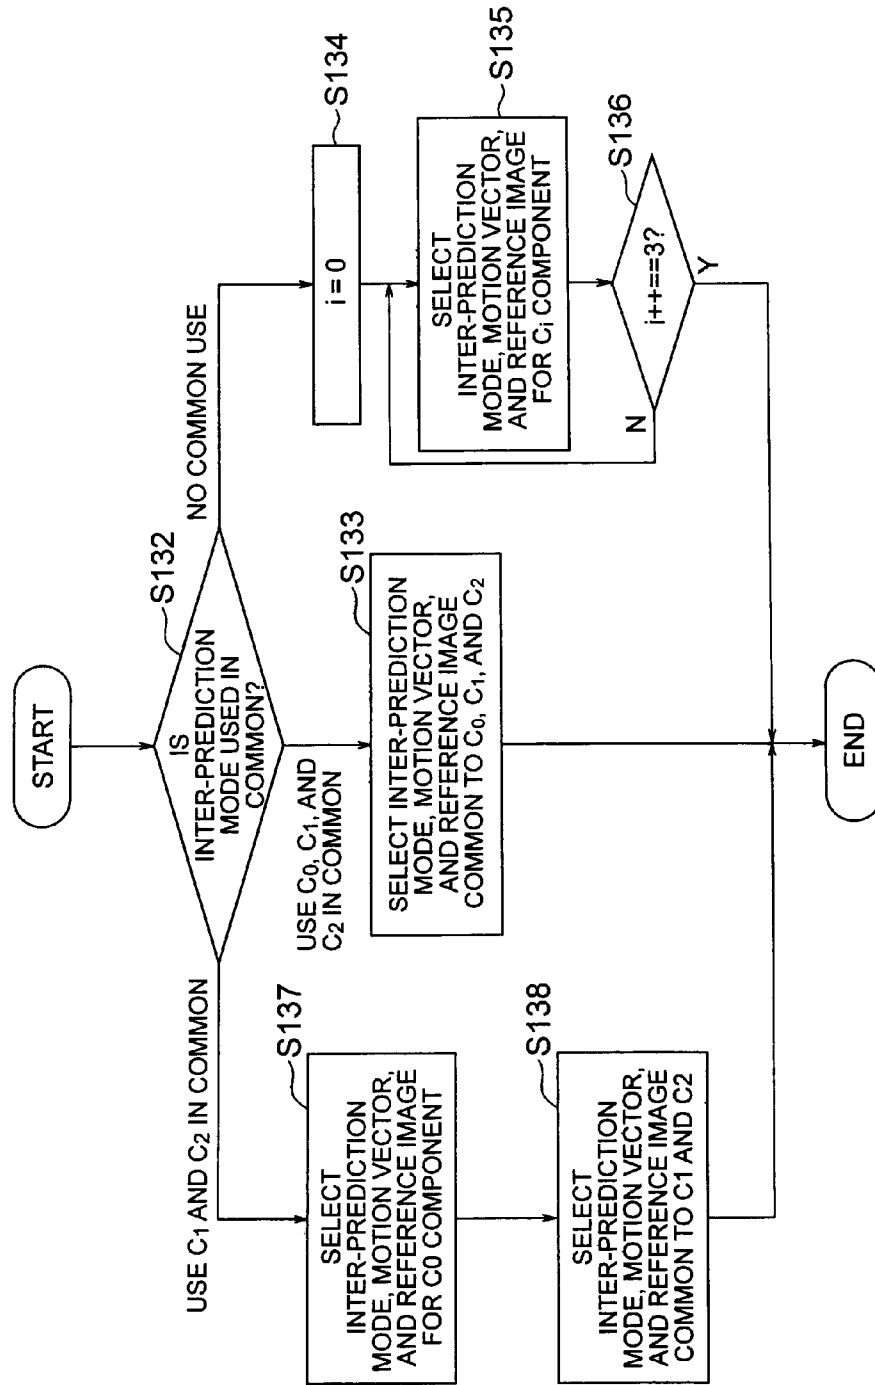 START
IS
INTER-PREDICTION
MODE USED IN
COMMON?
S132
USE C1 AND C2 IN COMMON
USE C0, C1, AND
C2 IN COMMON
NO COMMON USE
S137
SELECT
INTER-PREDICTION
MODE, MOTION VECTOR,
AND REFERENCE IMAGE
FOR C0 COMPONENT
S138
SELECT
INTER-PREDICTION
MODE, MOTION VECTOR,
AND REFERENCE IMAGE
COMMON TO C1 AND C2
S133
SELECT INTER-PREDICTION
MODE, MOTION VECTOR,
AND REFERENCE IMAGE
COMMON TO C0, C1, AND C2
S134
i = 0
S135
SELECT
INTER-PREDICTION
MODE, MOTION VECTOR,
AND REFERENCE IMAGE
FOR Ci COMPONENT
S136
i++==3?
N
Y
END